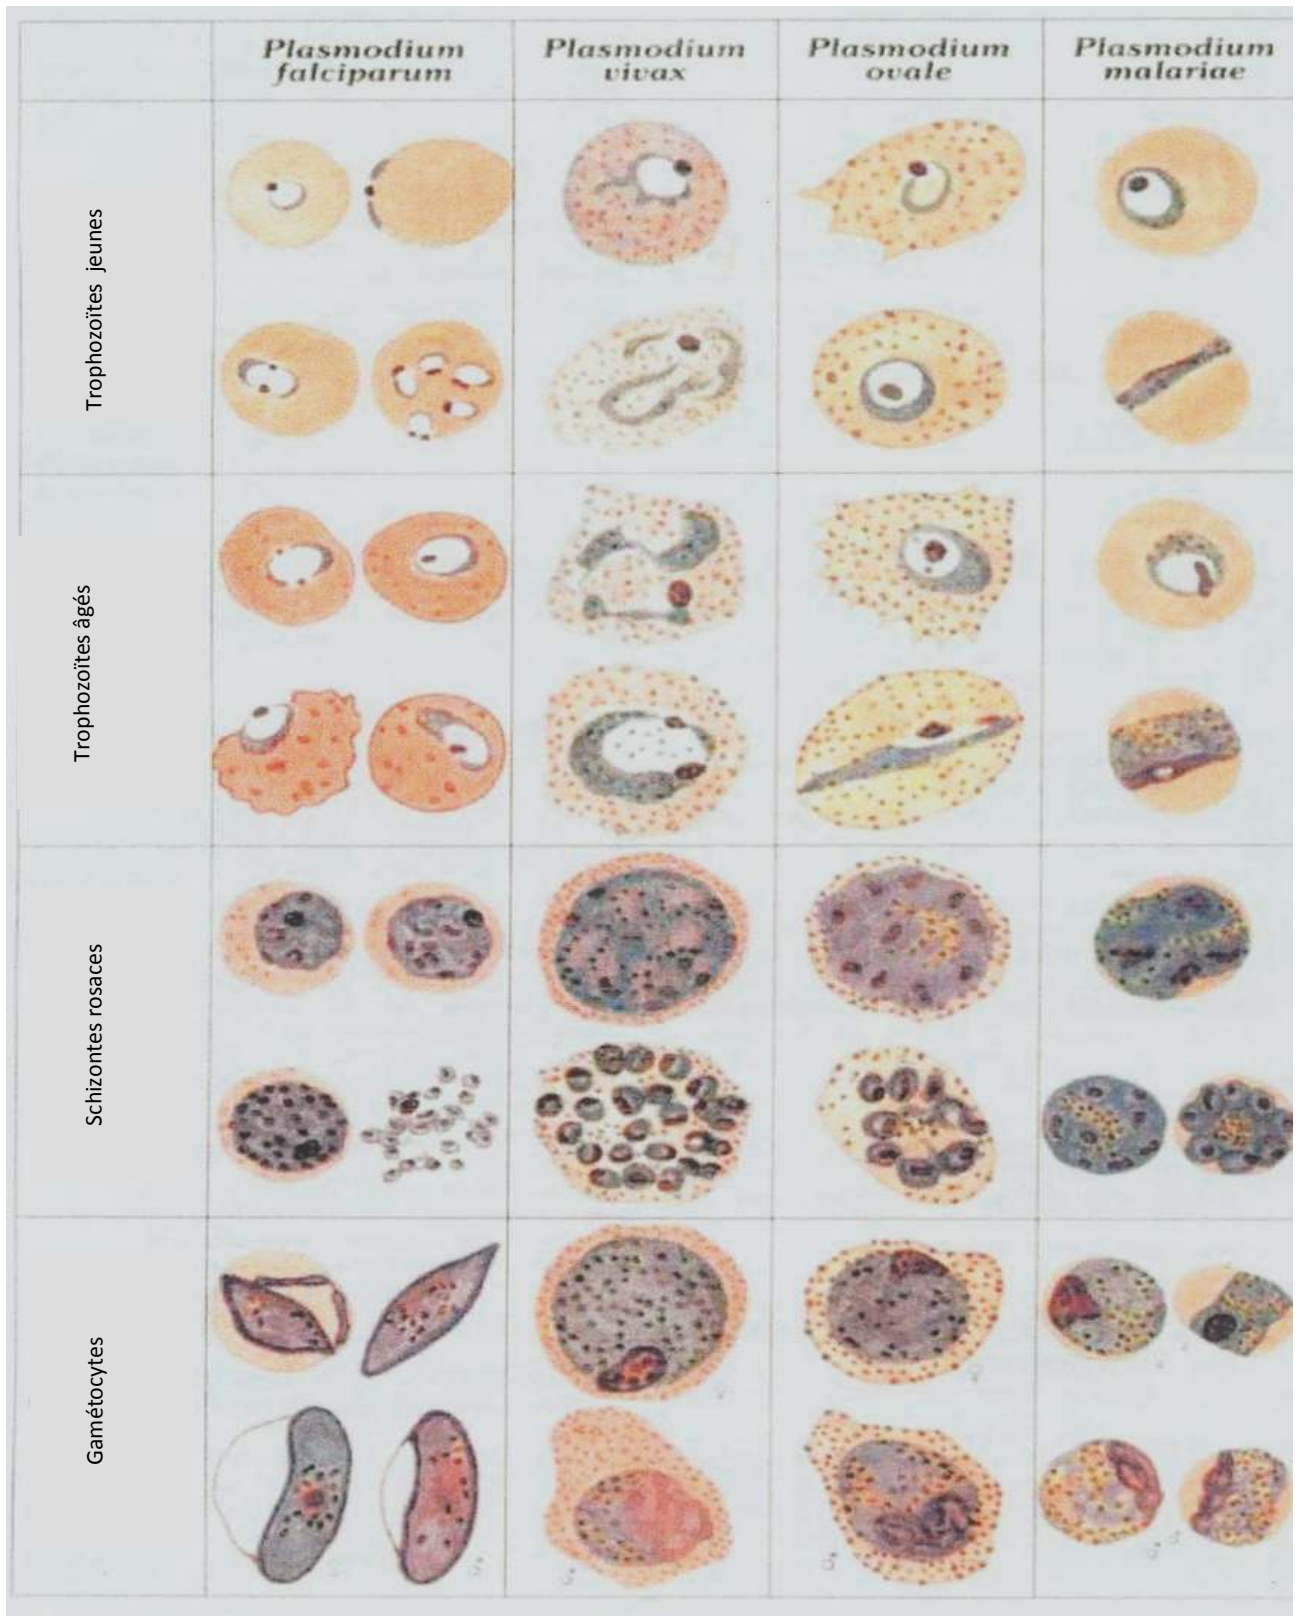 Plasmodium
falciparum
Plasmodium
vivax
Plasmodium
ovale
Plasmodium
malariae
Trophozoïtes jeunes
Trophozoïtes âgés
Schizontes rosaces
Gamétocytes